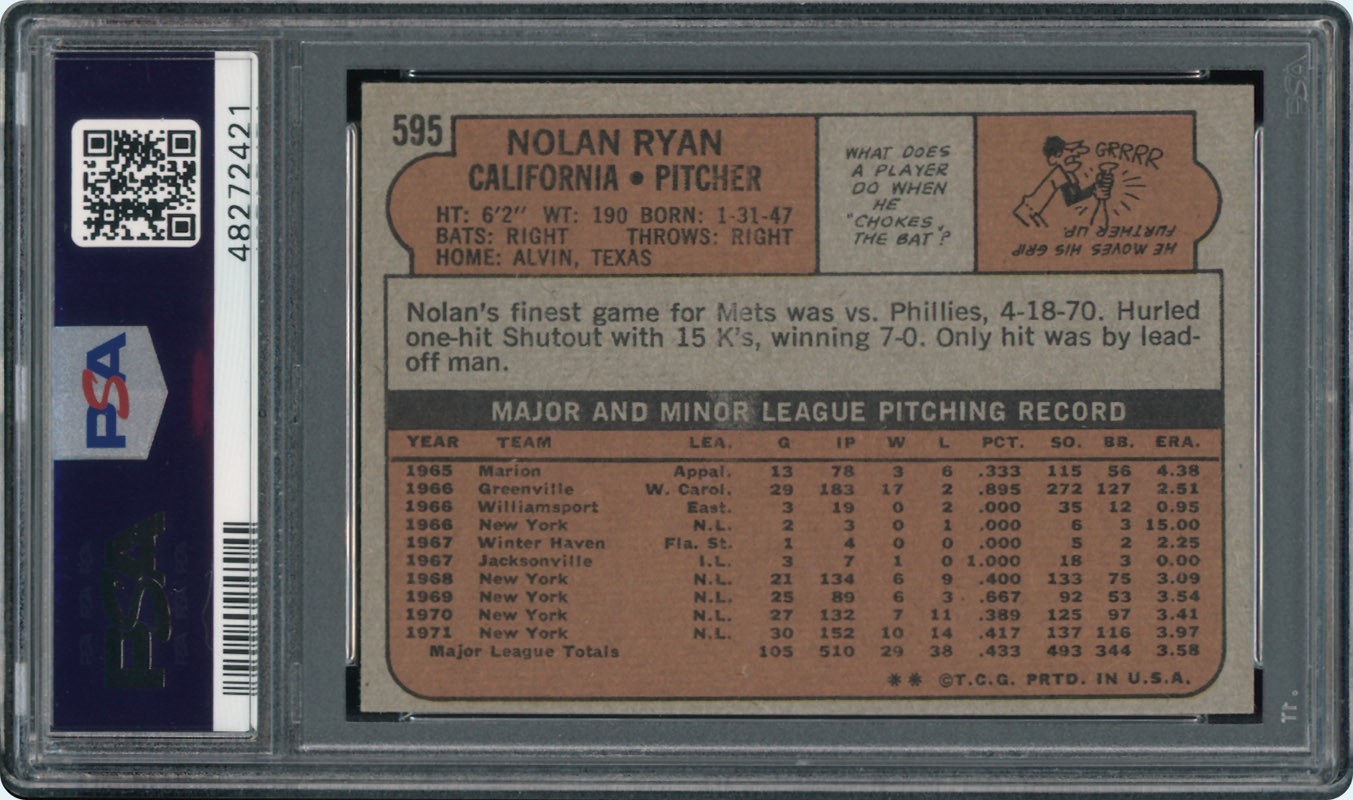 48272421
PSA
PSA
PSA
595
NOLAN RYAN
CALIFORNIA • PITCHER
HT: 6'2" WT: 190 BORN: 1-31-47
BATS: RIGHT THROWS: RIGHT
HOME: ALVIN, TEXAS
WHAT DOES
A PLAYER
DO WHEN
HE
"CHOKES"
THE BAT?
GRRRR
HE MOVES HIS GRIP
FURTHER UP.
Nolan's finest game for Mets was vs. Phillies, 4-18-70. Hurled
one-hit Shutout with 15 K's, winning 7-0. Only hit was by lead-
off man.
MAJOR AND MINOR LEAGUE PITCHING RECORD
YEAR TEAM LEA. G IP W L PCT. SO. BB. ERA.
1965 Marion Appal. 13 78 3 6 .333 115 56 4.38
1966 Greenville W. Carol. 29 183 17 2 .895 272 127 2.51
1966 Williamsport East. 3 19 0 2 .000 35 12 0.95
1966 New York N.L. 2 3 0 1 .000 6 3 15.00
1967 Winter Haven Fla. St. 1 4 0 0 .000 5 2 2.25
1967 Jacksonville I.L. 3 7 1 0 1.000 18 3 0.00
1968 New York N.L. 21 134 6 9 .400 133 75 3.09
1969 New York N.L. 25 89 6 3 .667 92 53 3.54
1970 New York N.L. 27 132 7 11 .389 125 97 3.41
1971 New York N.L. 30 152 10 14 .417 137 116 3.97
Major League Totals 105 510 29 38 .433 493 344 3.58
** ©T.C.G. PRTD. IN U.S.A.